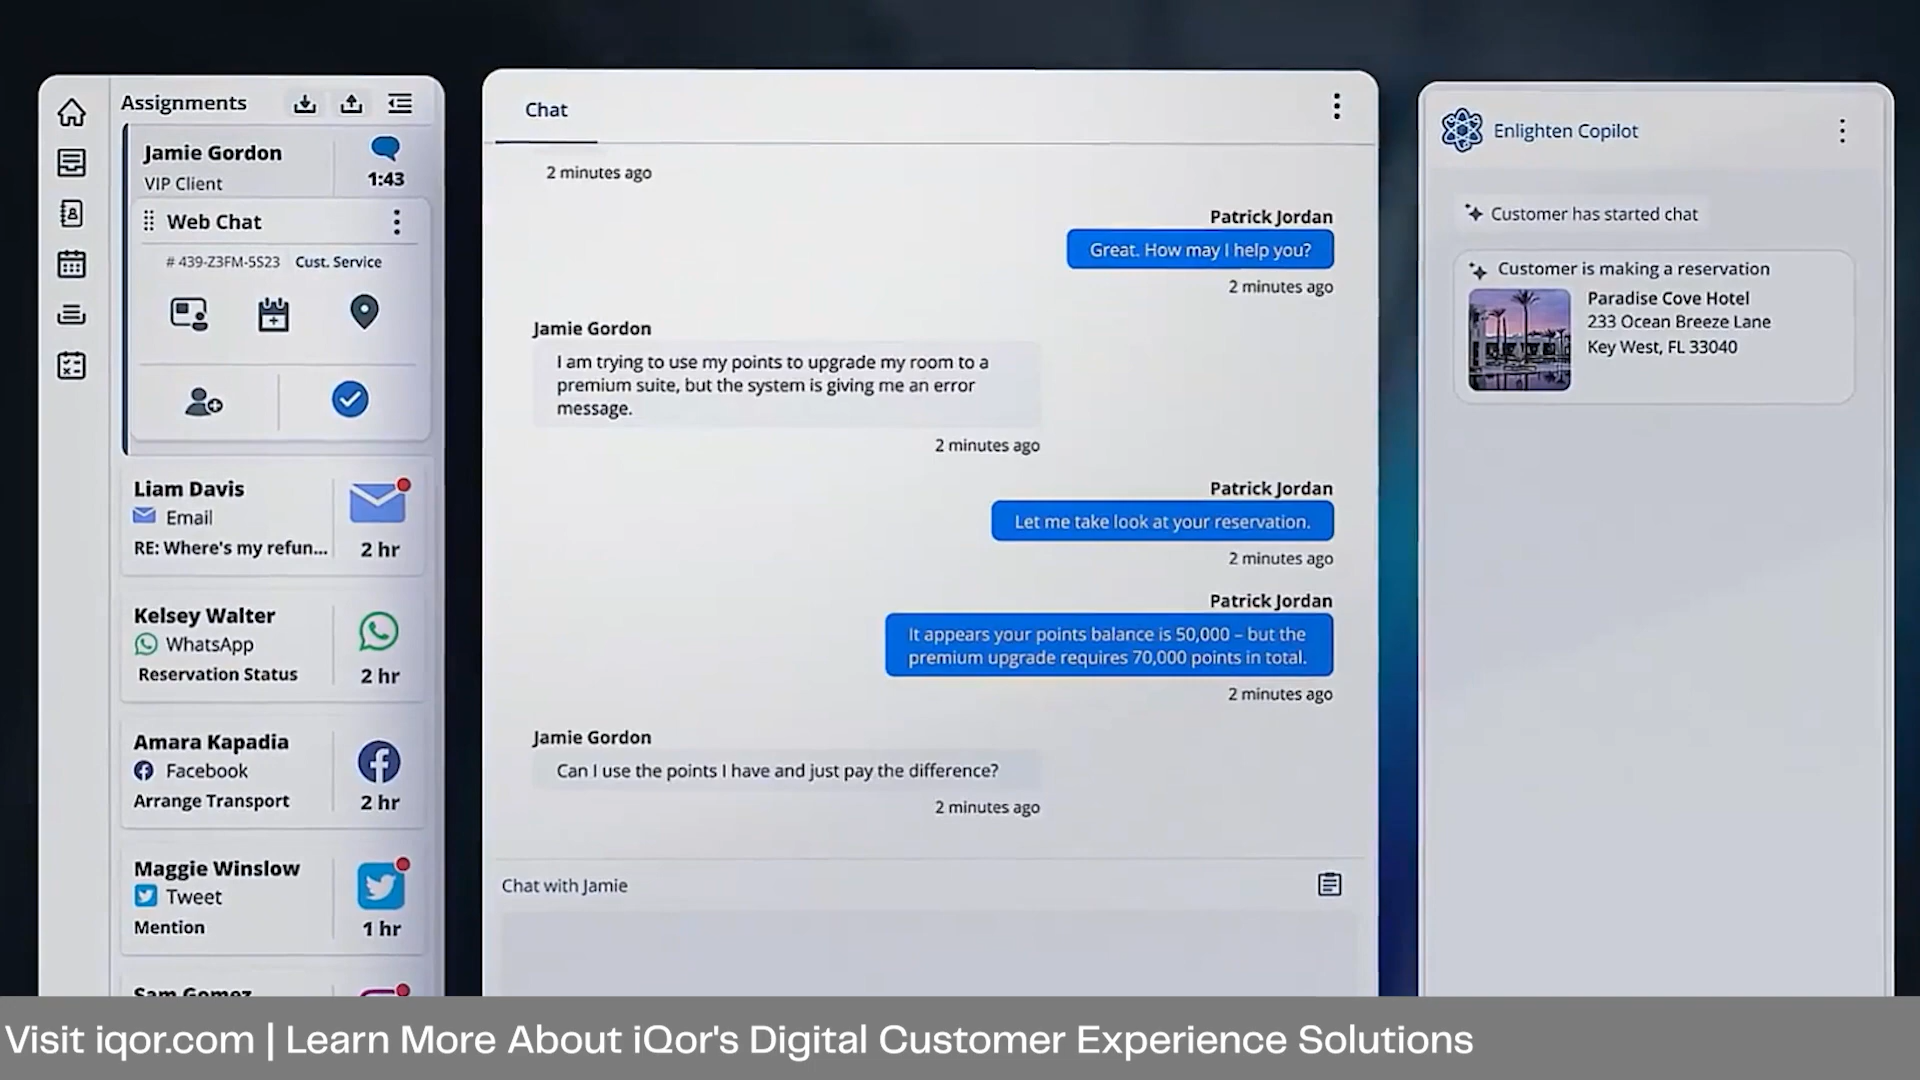 Assignments
Jamie Gordon
VIP Client
1:43
Web Chat
# 439-Z3FM-5S23 Cust. Service
Liam Davis
Email
RE: Where's my refun...
2 hr
Kelsey Walter
WhatsApp
Reservation Status
2 hr
Amara Kapadia
Facebook
Arrange Transport
2 hr
Maggie Winslow
Tweet
Mention
1 hr
Sam Gomez
Chat
2 minutes ago
Patrick Jordan
Great. How may I help you?
2 minutes ago
Jamie Gordon
I am trying to use my points to upgrade my room to a
premium suite, but the system is giving me an error
message.
2 minutes ago
Patrick Jordan
Let me take look at your reservation.
2 minutes ago
Patrick Jordan
It appears your points balance is 50,000 – but the
premium upgrade requires 70,000 points in total.
2 minutes ago
Jamie Gordon
Can I use the points I have and just pay the difference?
2 minutes ago
Chat with Jamie
Enlighten Copilot
Customer has started chat
Customer is making a reservation
Paradise Cove Hotel
233 Ocean Breeze Lane
Key West, FL 33040
Visit iqor.com | Learn More About iQor's Digital Customer Experience Solutions